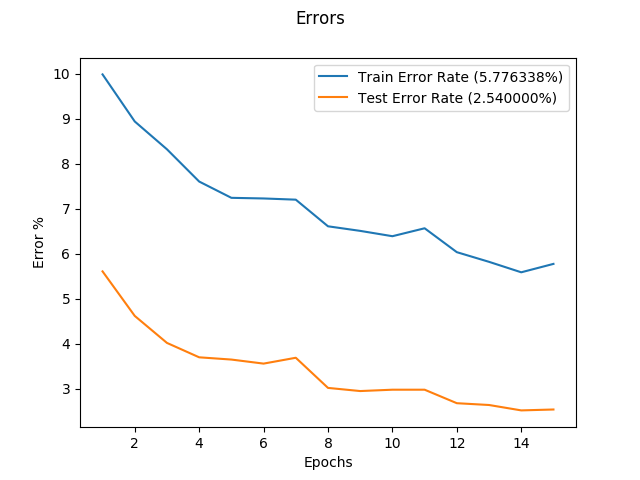 Errors
Train Error Rate (5.776338%)
Test Error Rate (2.540000%)
10
9
8
7
6
5
4
3
Error %
2 4 6 8 10 12 14
Epochs